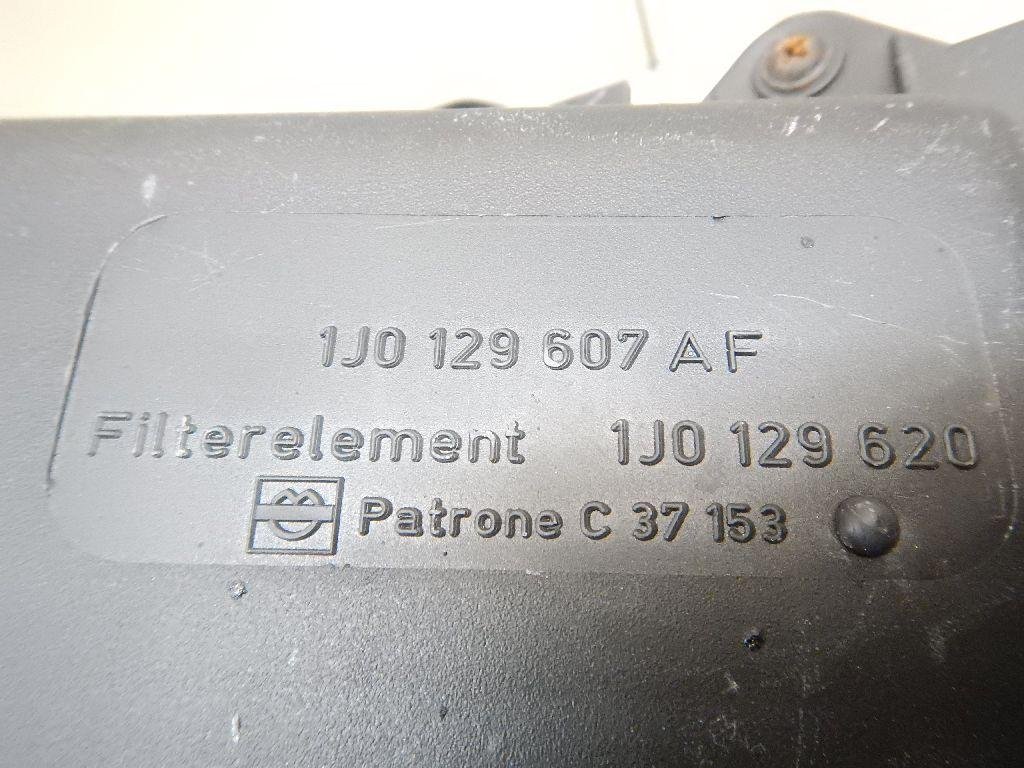 1J0 129 607 AF
Filterelement 1J0 129 620
Patrone C 37 153